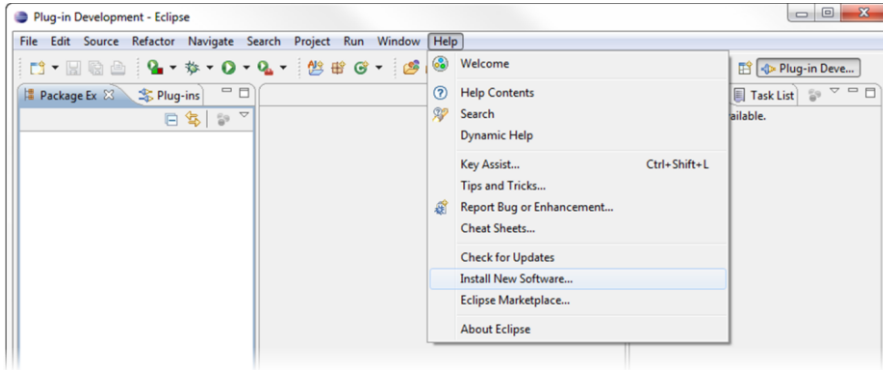 Plug-in Development - Eclipse
File Edit Source Refactor Navigate Search Project Run Window Help
Plug-in Deve...
Package Ex Plug-ins
Task List
ailable.
Welcome
Help Contents
Search
Dynamic Help
Key Assist... Ctrl+Shift+L
Tips and Tricks...
Report Bug or Enhancement...
Cheat Sheets...
Check for Updates
Install New Software...
Eclipse Marketplace...
About Eclipse